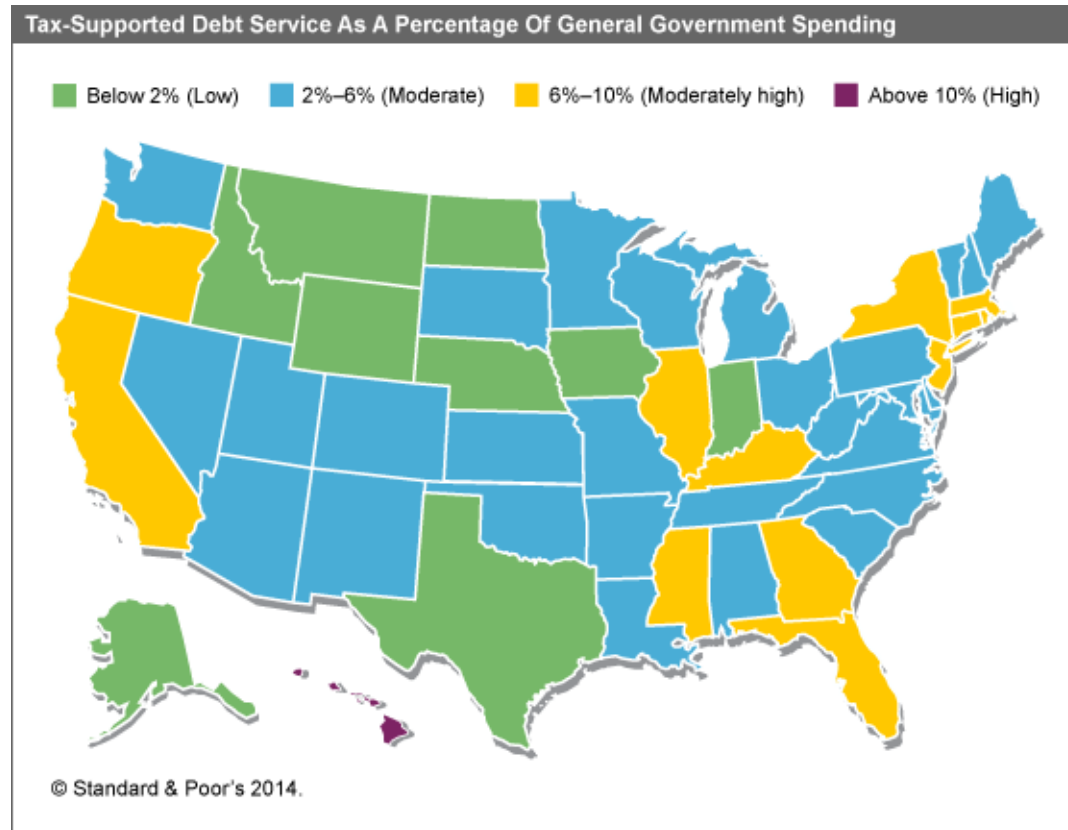 Tax-Supported Debt Service As A Percentage Of General Government Spending
Below 2% (Low) 2%–6% (Moderate) 6%–10% (Moderately high) Above 10% (High)
© Standard & Poor's 2014.